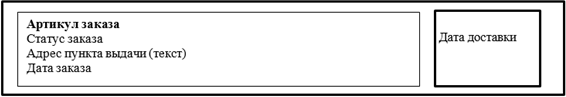 Артикул заказа
Статус заказа
Адрес пункта выдачи (текст)
Дата заказа
Дата доставки